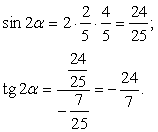 sin 2α = 2 · 2/5 · 4/5 = 24/25;
tg 2α = (24/25)/(−7/25) = −24/7.